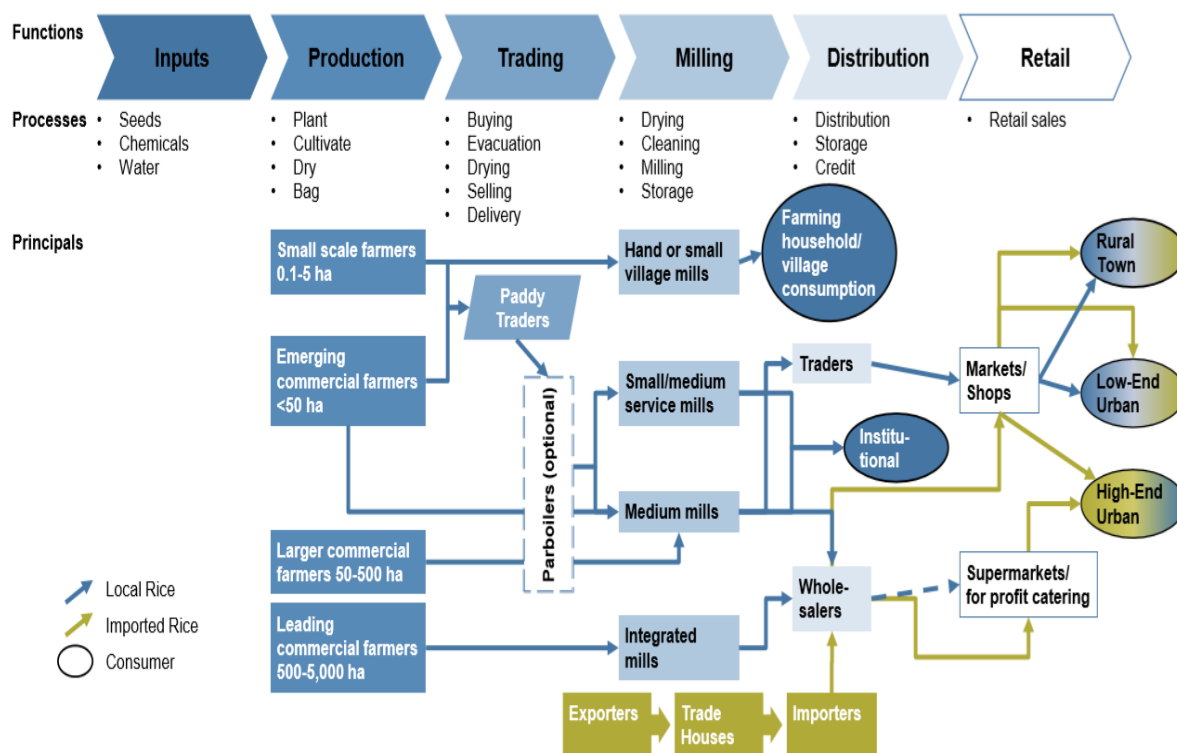 Functions
Inputs
Production
Trading
Milling
Distribution
Retail
Processes
• Seeds
• Chemicals
• Water
• Plant
• Cultivate
• Dry
• Bag
• Buying
• Evacuation
• Drying
• Selling
• Delivery
• Drying
• Cleaning
• Milling
• Storage
• Distribution
• Storage
• Credit
• Retail sales
Principals
Small scale farmers
0.1-5 ha
Hand or small
village mills
Farming
household/
village
consumption
Rural
Town
Paddy
Traders
Emerging
commercial farmers
<50 ha
Parboilers (optional)
Small/medium
service mills
Traders
Markets/
Shops
Low-End
Urban
Institu-
tional
Medium mills
High-End
Urban
Larger commercial
farmers 50-500 ha
Whole-
salers
Supermarkets/
for profit catering
Leading
commercial farmers
500-5,000 ha
Integrated
mills
Local Rice
Imported Rice
Consumer
Exporters
Trade
Houses
Importers